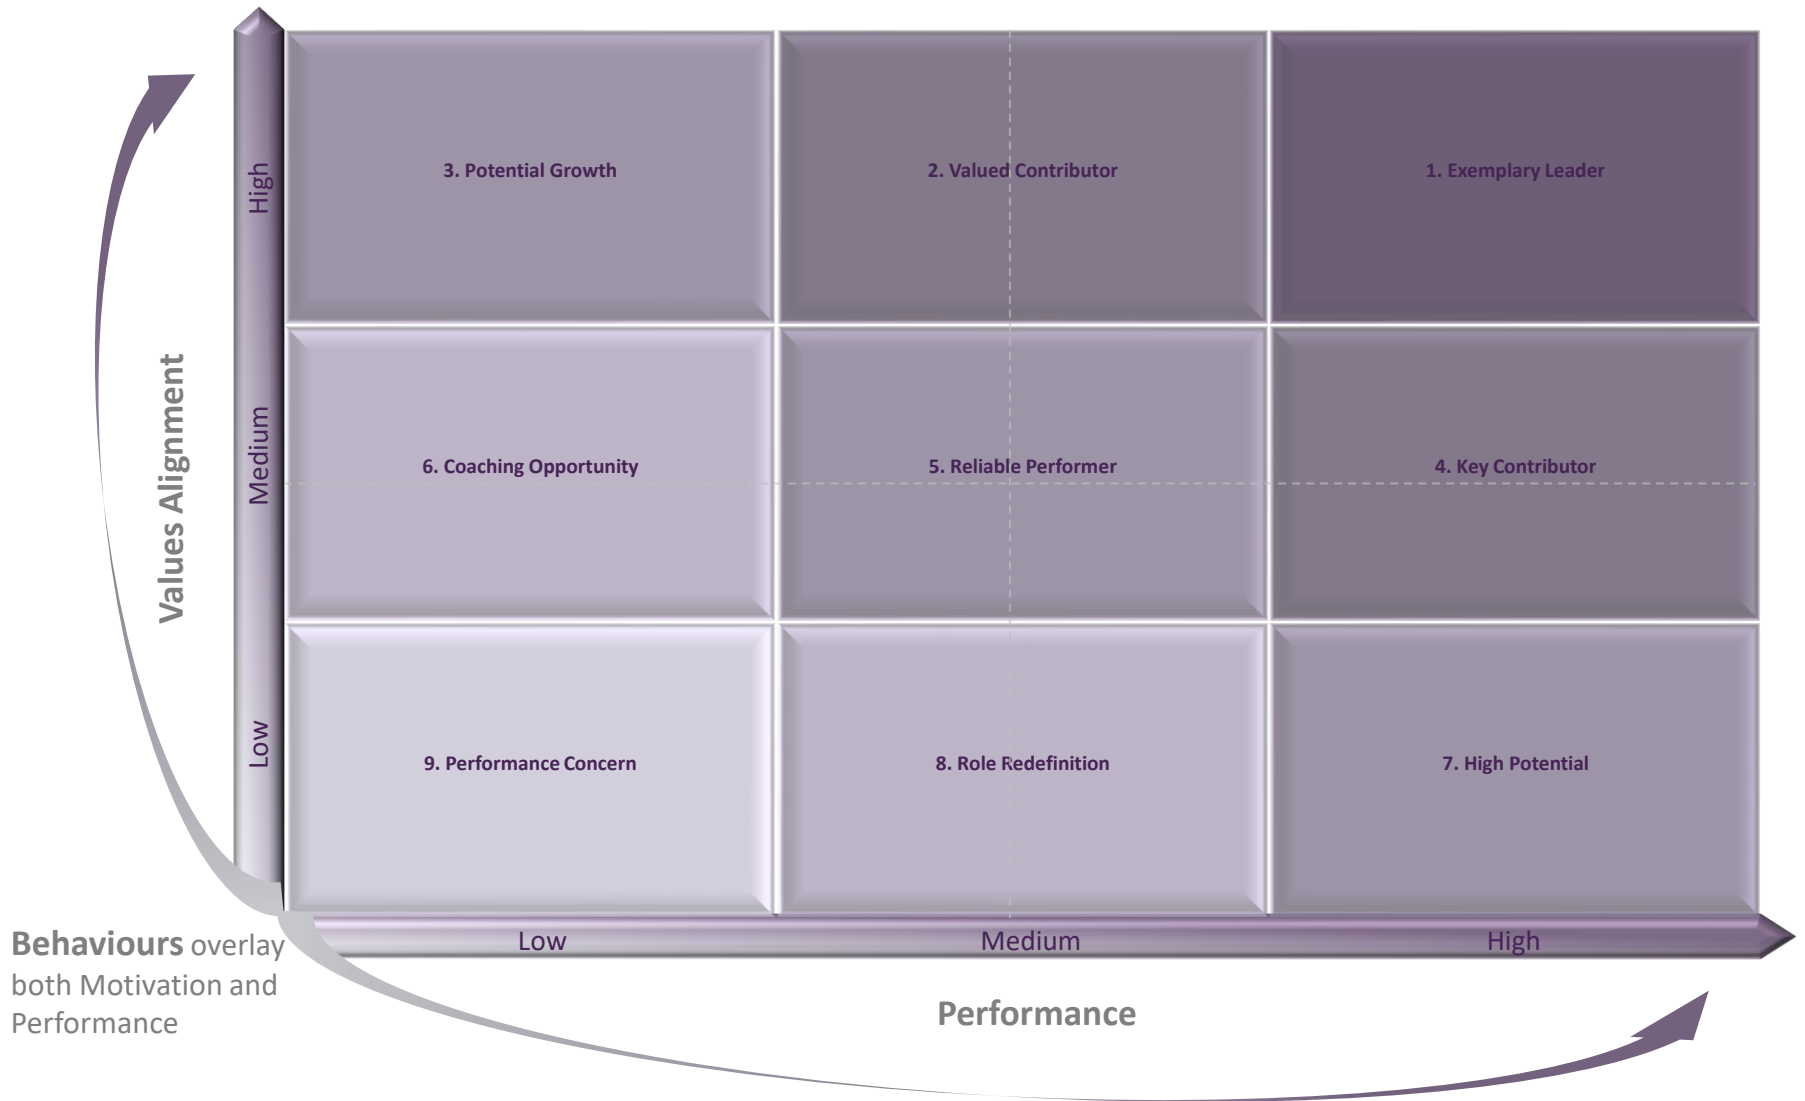 High
3. Potential Growth
2. Valued Contributor
1. Exemplary Leader
Values Alignment
Medium
6. Coaching Opportunity
5. Reliable Performer
4. Key Contributor
Low
9. Performance Concern
8. Role Redefinition
7. High Potential
Low
Medium
High
Behaviours overlay
both Motivation and
Performance
Performance